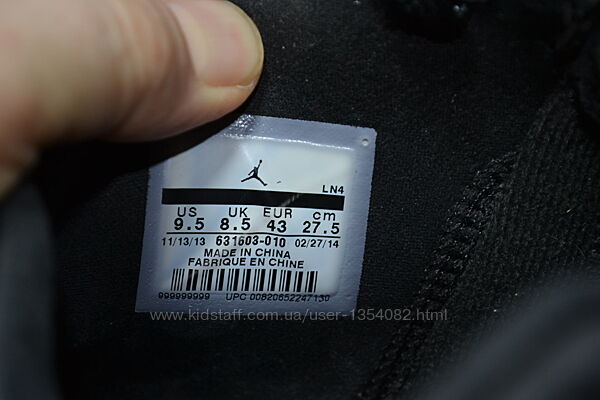 LN4
US UK EUR cm
9.5 8.5 43 27.5
11/13/13 631603-010 02/27/14
MADE IN CHINA
FABRIQUE EN CHINE
999999999 UPC 00820652247130
www.kidstaff.com.ua/user-1354082.html